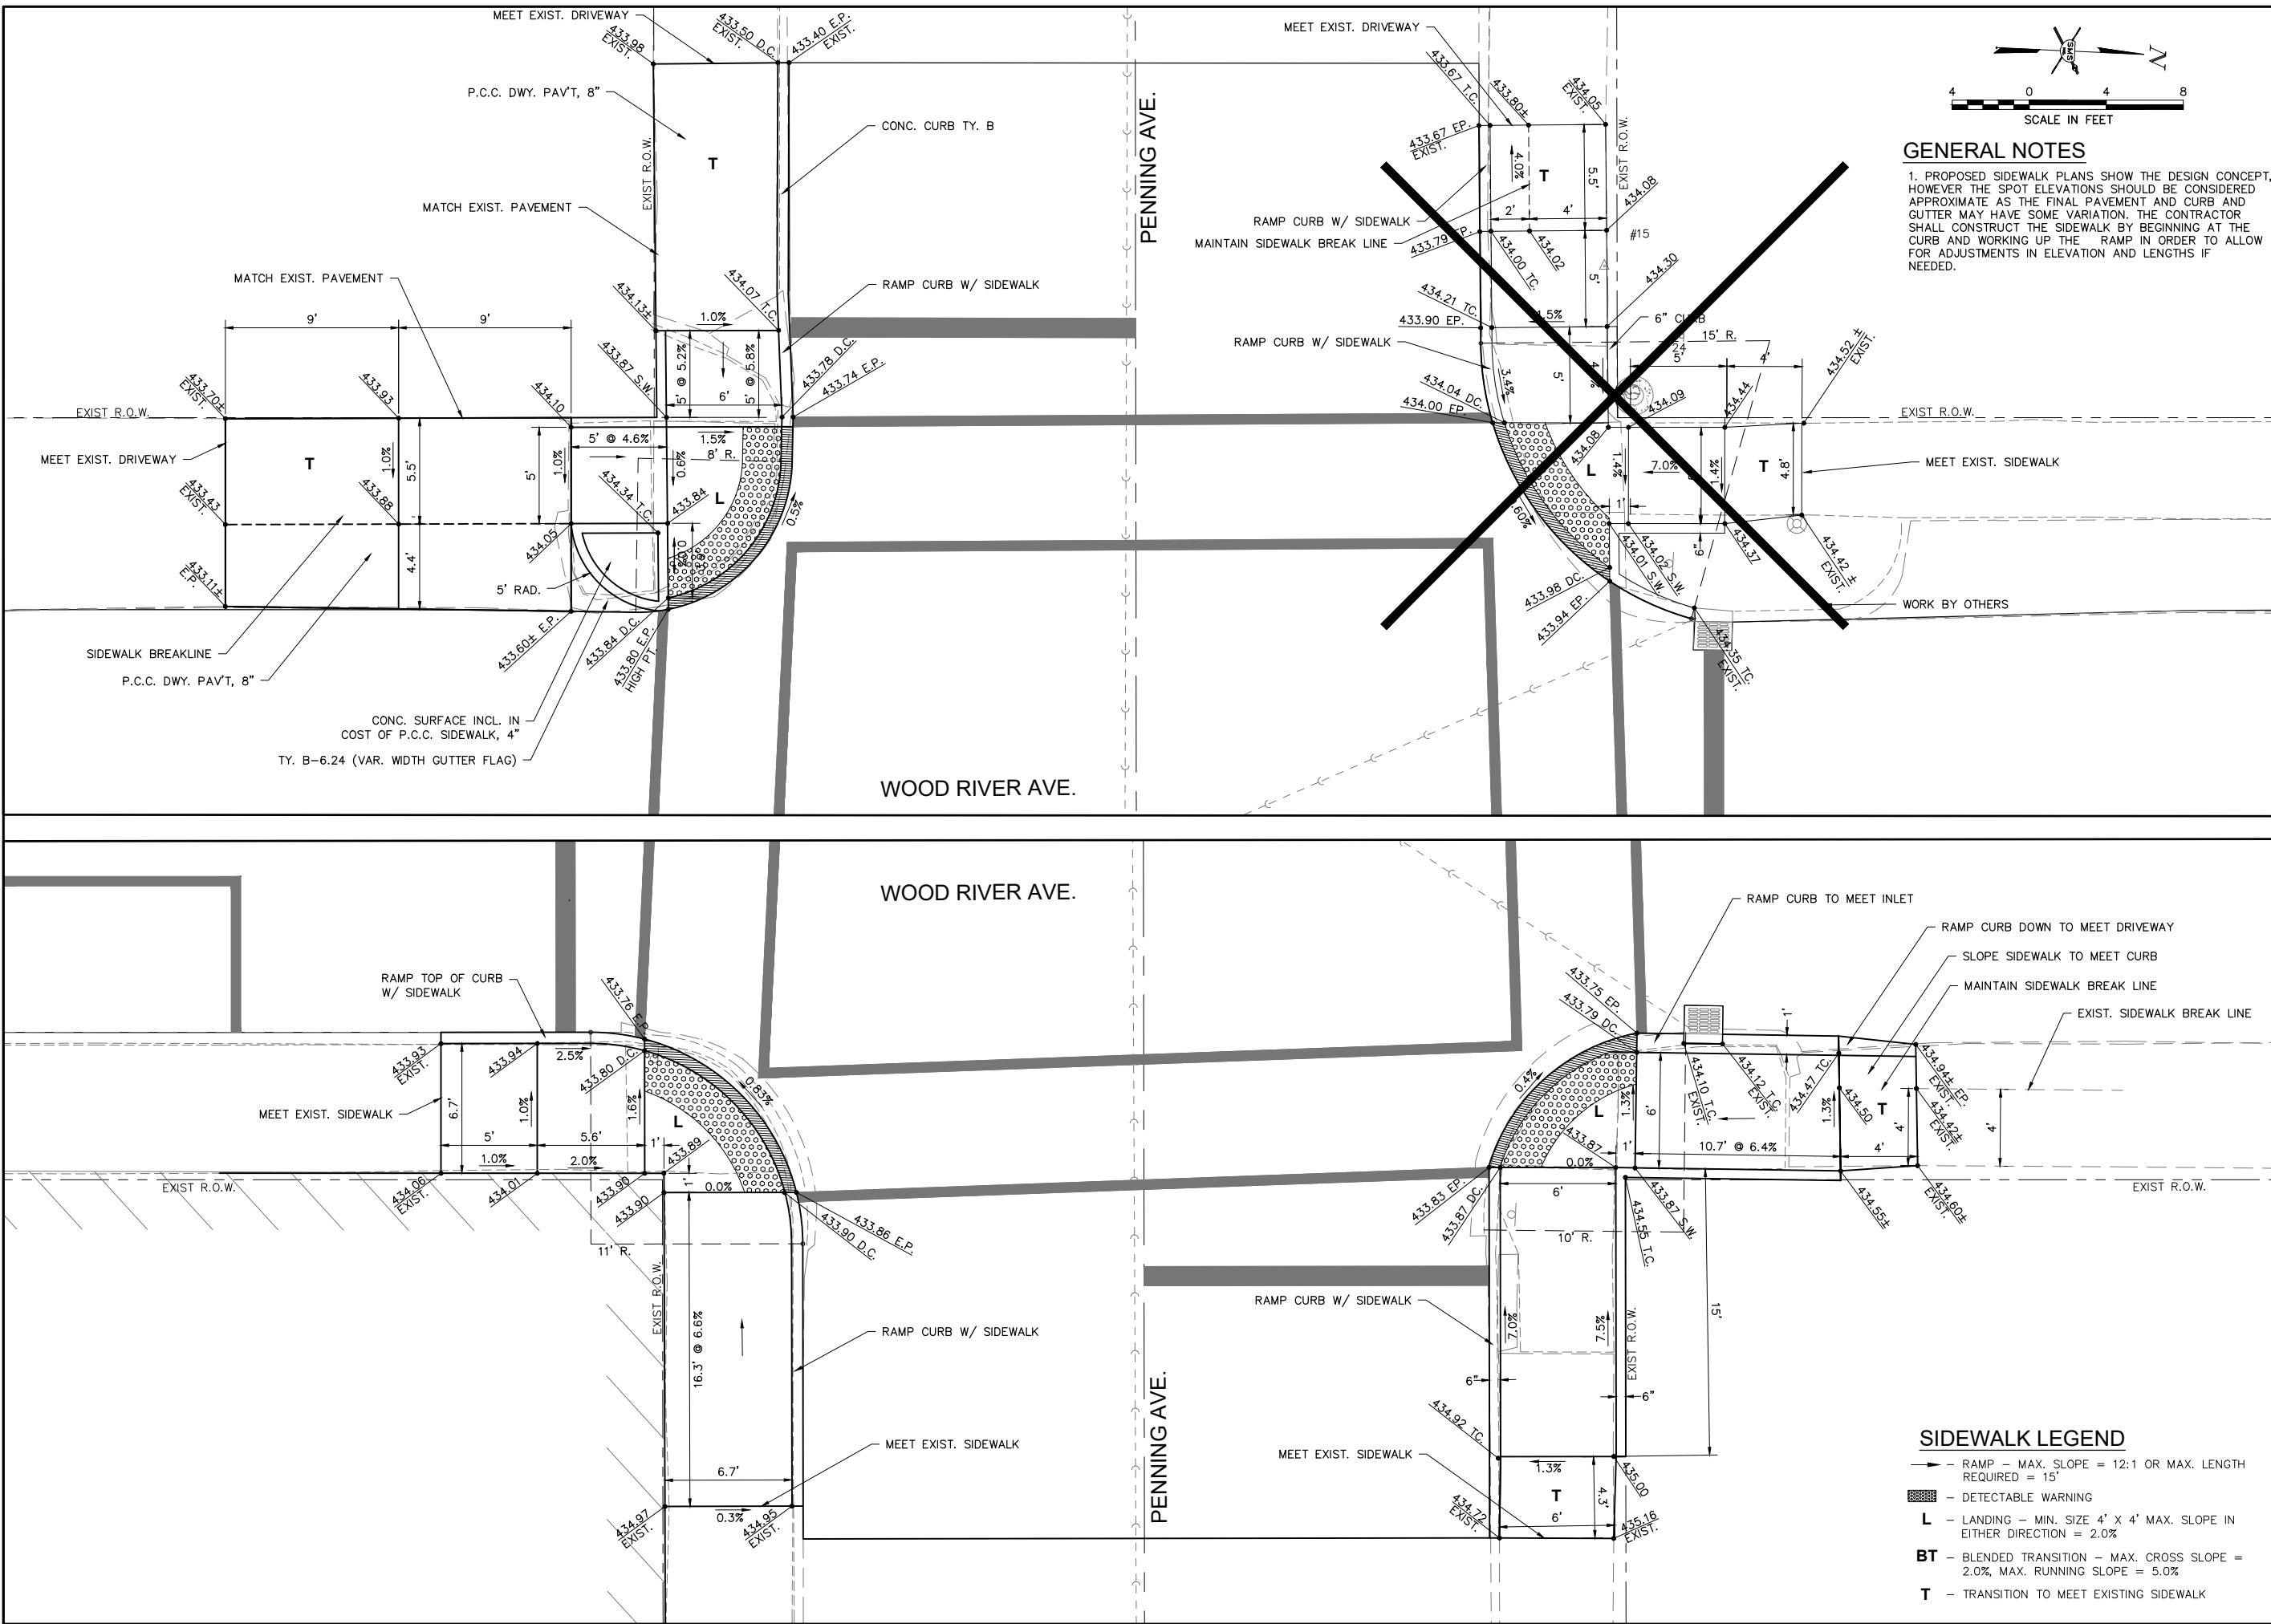 MEET EXIST. DRIVEWAY
433.98
EXIST.
433.50 D.C.
EXIST.
433.40 E.P.
EXIST.
P.C.C. DWY. PAV'T, 8"
T
EXIST R.O.W.
CONC. CURB TY. B
MATCH EXIST. PAVEMENT
MATCH EXIST. PAVEMENT
RAMP CURB W/ SIDEWALK
434.13±
434.07 T.C.
1.0%
9'
9'
5' @ 5.2%
5' @ 5.8%
6'
433.87 S.W.
433.78 D.C.
433.74 E.P.
433.70±
EXIST.
433.93
434.10
EXIST R.O.W.
MEET EXIST. DRIVEWAY
T
1.0%
5.5'
5'
1.0%
5' @ 4.6%
1.5%
8' R.
0.6%
L
433.43
EXIST.
433.88
434.34 T.C.
433.84
0.5%
434.05
4.4'
5' RAD.
433.11±
E.P.
433.60± E.P.
433.84 D.C.
433.80 E.P.
HIGH PT.
SIDEWALK BREAKLINE
P.C.C. DWY. PAV'T, 8"
CONC. SURFACE INCL. IN
COST OF P.C.C. SIDEWALK, 4"
TY. B-6.24 (VAR. WIDTH GUTTER FLAG)
PENNING AVE.
WOOD RIVER AVE.
MEET EXIST. DRIVEWAY
433.67 T.C.
433.80±
434.05
EXIST.
433.67 EP.
EXIST.
4.0%
T
5.5'
EXIST R.O.W.
434.08
RAMP CURB W/ SIDEWALK
2'
4'
MAINTAIN SIDEWALK BREAK LINE
433.79 EP.
434.00 TC.
434.02
#15
5'
434.30
434.21 TC.
433.90 EP.
1.5%
6" CURB
RAMP CURB W/ SIDEWALK
15' R.
24
5'
4'
434.52 ±
EXIST.
5'
3.4%
434.04 DC.
434.00 EP.
434.09
434.44
EXIST R.O.W.
434.08
L
1.4%
7.0%
1.4%
T
4.8'
MEET EXIST. SIDEWALK
1'
.60%
6"
434.01 S.W.
434.02 S.W.
434.37
434.42 ±
EXIST.
433.98 DC.
433.94 EP.
WORK BY OTHERS
434.35 TC.
EXIST.
SMS
N
4 0 4 8
SCALE IN FEET
GENERAL NOTES
1. PROPOSED SIDEWALK PLANS SHOW THE DESIGN CONCEPT,
HOWEVER THE SPOT ELEVATIONS SHOULD BE CONSIDERED
APPROXIMATE AS THE FINAL PAVEMENT AND CURB AND
GUTTER MAY HAVE SOME VARIATION. THE CONTRACTOR
SHALL CONSTRUCT THE SIDEWALK BY BEGINNING AT THE
CURB AND WORKING UP THE RAMP IN ORDER TO ALLOW
FOR ADJUSTMENTS IN ELEVATION AND LENGTHS IF
NEEDED.
WOOD RIVER AVE.
RAMP TOP OF CURB
W/ SIDEWALK
433.76 E.P.
433.93
EXIST.
433.94
2.5%
433.80 D.C.
0.83%
MEET EXIST. SIDEWALK
6.7'
1.0%
1.6%
L
5'
5.6'
1'
433.89
1.0%
2.0%
EXIST R.O.W.
434.06
EXIST.
434.01
433.90
433.90
1'
0.0%
433.90 D.C.
433.86 E.P.
11' R.
EXIST R.O.W.
16.3' @ 6.6%
RAMP CURB W/ SIDEWALK
MEET EXIST. SIDEWALK
6.7'
0.3%
434.97
EXIST.
434.95
EXIST.
PENNING AVE.
RAMP CURB TO MEET INLET
RAMP CURB DOWN TO MEET DRIVEWAY
SLOPE SIDEWALK TO MEET CURB
MAINTAIN SIDEWALK BREAK LINE
EXIST. SIDEWALK BREAK LINE
433.75 EP.
433.79 DC.
1'
0.4%
L
1.3%
6'
434.10 T.C.
EXIST.
434.12 T.C.
EXIST.
434.47 TC.
1.3%
434.50
T
434.94± EP.
EXIST.
434.42±
EXIST.
4'
4'
433.87
0.0%
1'
10.7' @ 6.4%
4'
433.83 EP.
433.87 DC.
6'
434.55 T.C.
433.87 S.W.
434.55±
434.60±
EXIST.
EXIST R.O.W.
10' R.
RAMP CURB W/ SIDEWALK
7.0%
7.5%
EXIST R.O.W.
15'
6"
6"
434.92 TC.
MEET EXIST. SIDEWALK
1.3%
435.00
T
4.3'
6'
434.72
EXIST.
435.16
EXIST.
SIDEWALK LEGEND
– RAMP – MAX. SLOPE = 12:1 OR MAX. LENGTH
REQUIRED = 15'
– DETECTABLE WARNING
L – LANDING – MIN. SIZE 4' X 4' MAX. SLOPE IN
EITHER DIRECTION = 2.0%
BT – BLENDED TRANSITION – MAX. CROSS SLOPE =
2.0%, MAX. RUNNING SLOPE = 5.0%
T – TRANSITION TO MEET EXISTING SIDEWALK